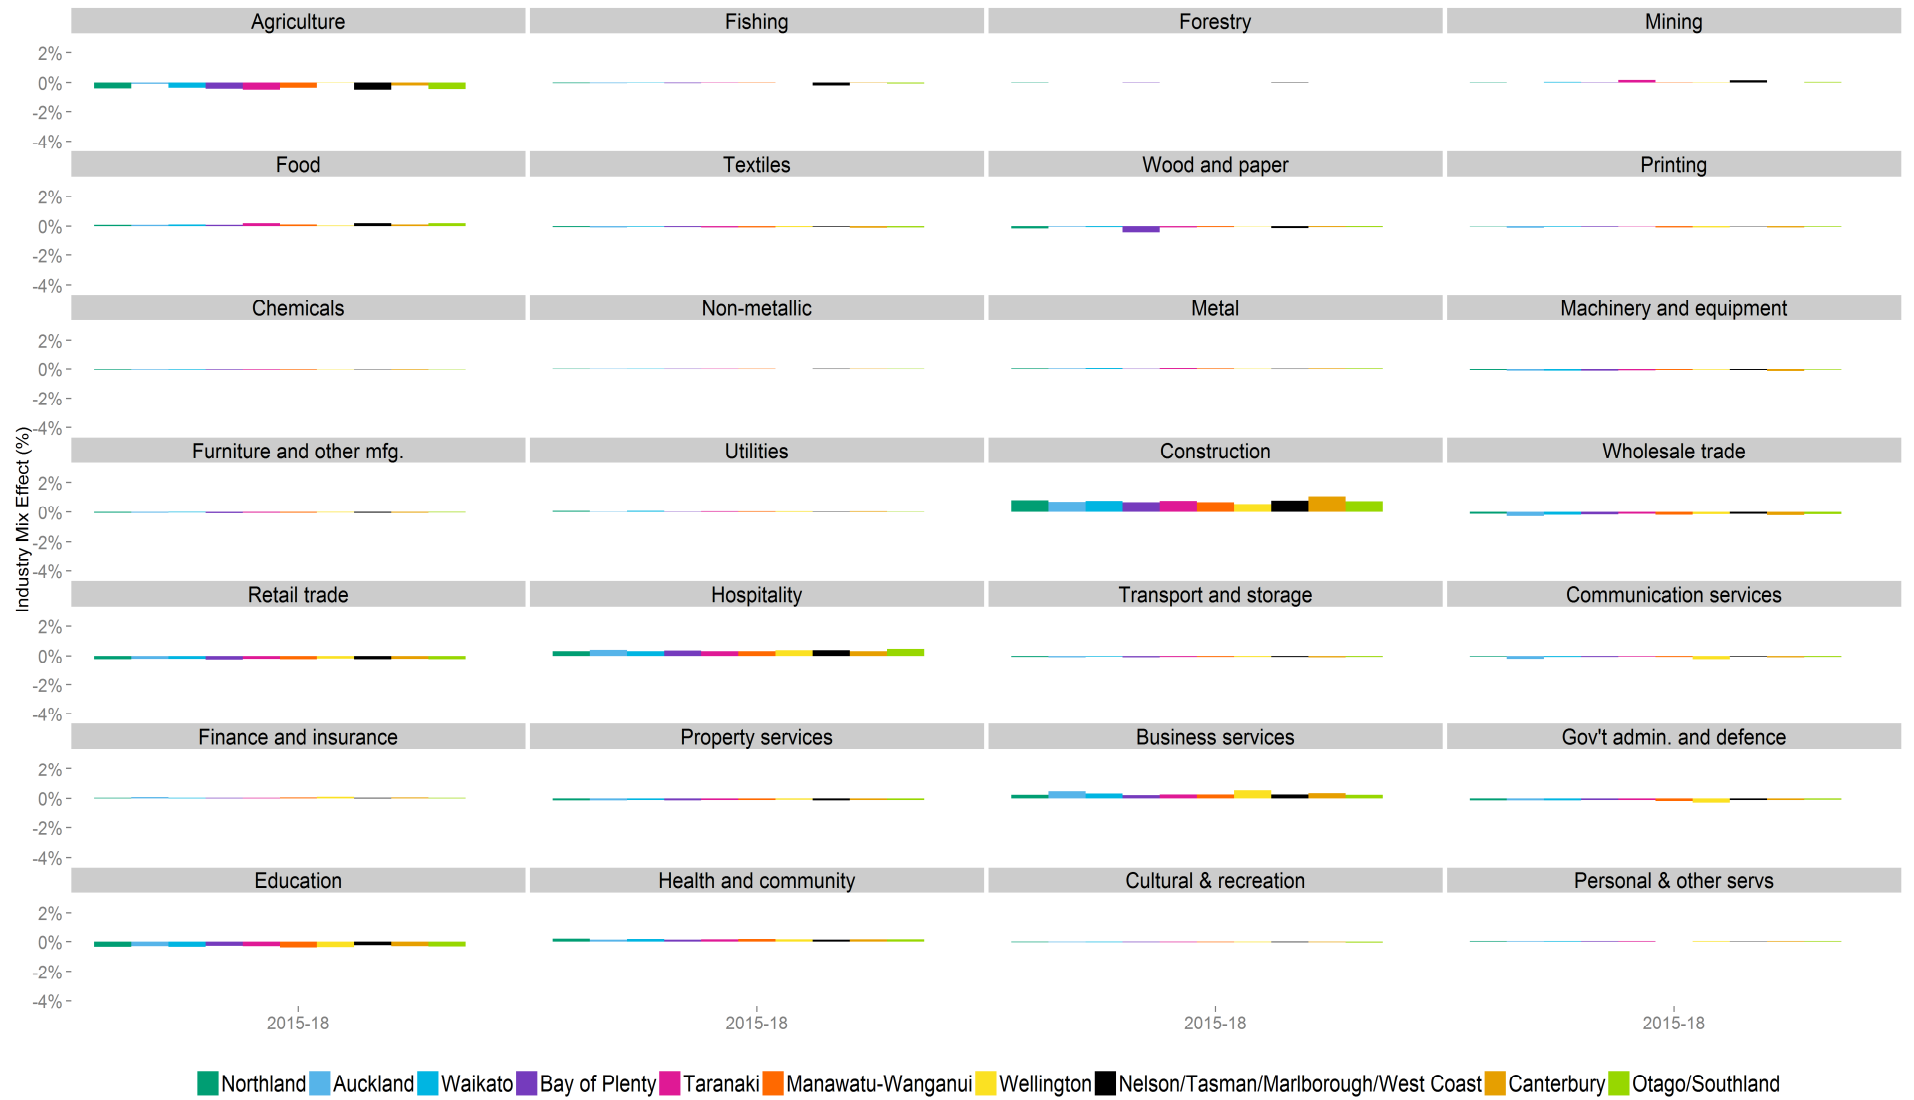 Agriculture Fishing Forestry Mining
2%
0%
-2%
-4%
Food Textiles Wood and paper Printing
2%
0%
-2%
-4%
Chemicals Non-metallic Metal Machinery and equipment
2%
0%
-2%
-4%
Furniture and other mfg. Utilities Construction Wholesale trade
2%
0%
-2%
-4%
Industry Mix Effect (%)
Retail trade Hospitality Transport and storage Communication services
2%
0%
-2%
-4%
Finance and insurance Property services Business services Gov't admin. and defence
2%
0%
-2%
-4%
Education Health and community Cultural & recreation Personal & other servs
2%
0%
-2%
-4%
2015-18 2015-18 2015-18 2015-18
Northland Auckland Waikato Bay of Plenty Taranaki Manawatu-Wanganui Wellington Nelson/Tasman/Marlborough/West Coast Canterbury Otago/Southland